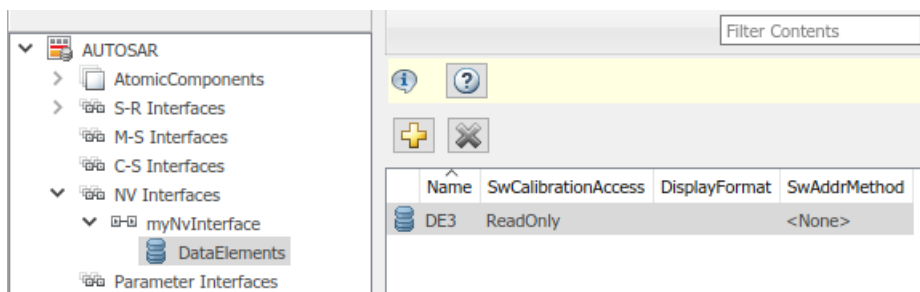 Filter Contents
AUTOSAR
AtomicComponents
S-R Interfaces
M-S Interfaces
C-S Interfaces
NV Interfaces
myNvInterface
DataElements
Parameter Interfaces
Name SwCalibrationAccess DisplayFormat SwAddrMethod
DE3 ReadOnly <None>